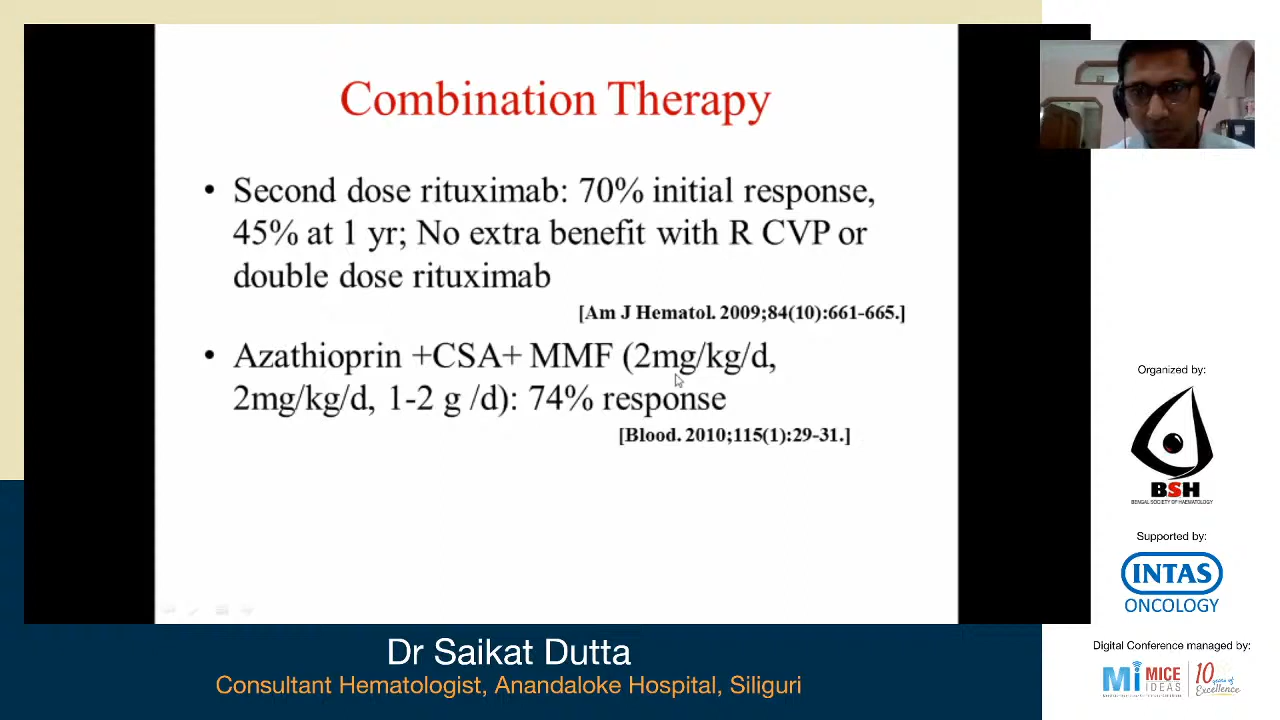 Combination Therapy
• Second dose rituximab: 70% initial response,
45% at 1 yr; No extra benefit with R CVP or
double dose rituximab
[Am J Hematol. 2009;84(10):661-665.]
• Azathioprin +CSA+ MMF (2mg/kg/d,
2mg/kg/d, 1-2 g /d): 74% response
[Blood. 2010;115(1):29-31.]
Organized by:
BSH
BENGAL SOCIETY OF HAEMATOLOGY
Supported by:
INTAS
ONCOLOGY
Digital Conference managed by:
Mi MICE
IDEAS
10 years of
Excellence
Dr Saikat Dutta
Consultant Hematologist, Anandaloke Hospital, Siliguri